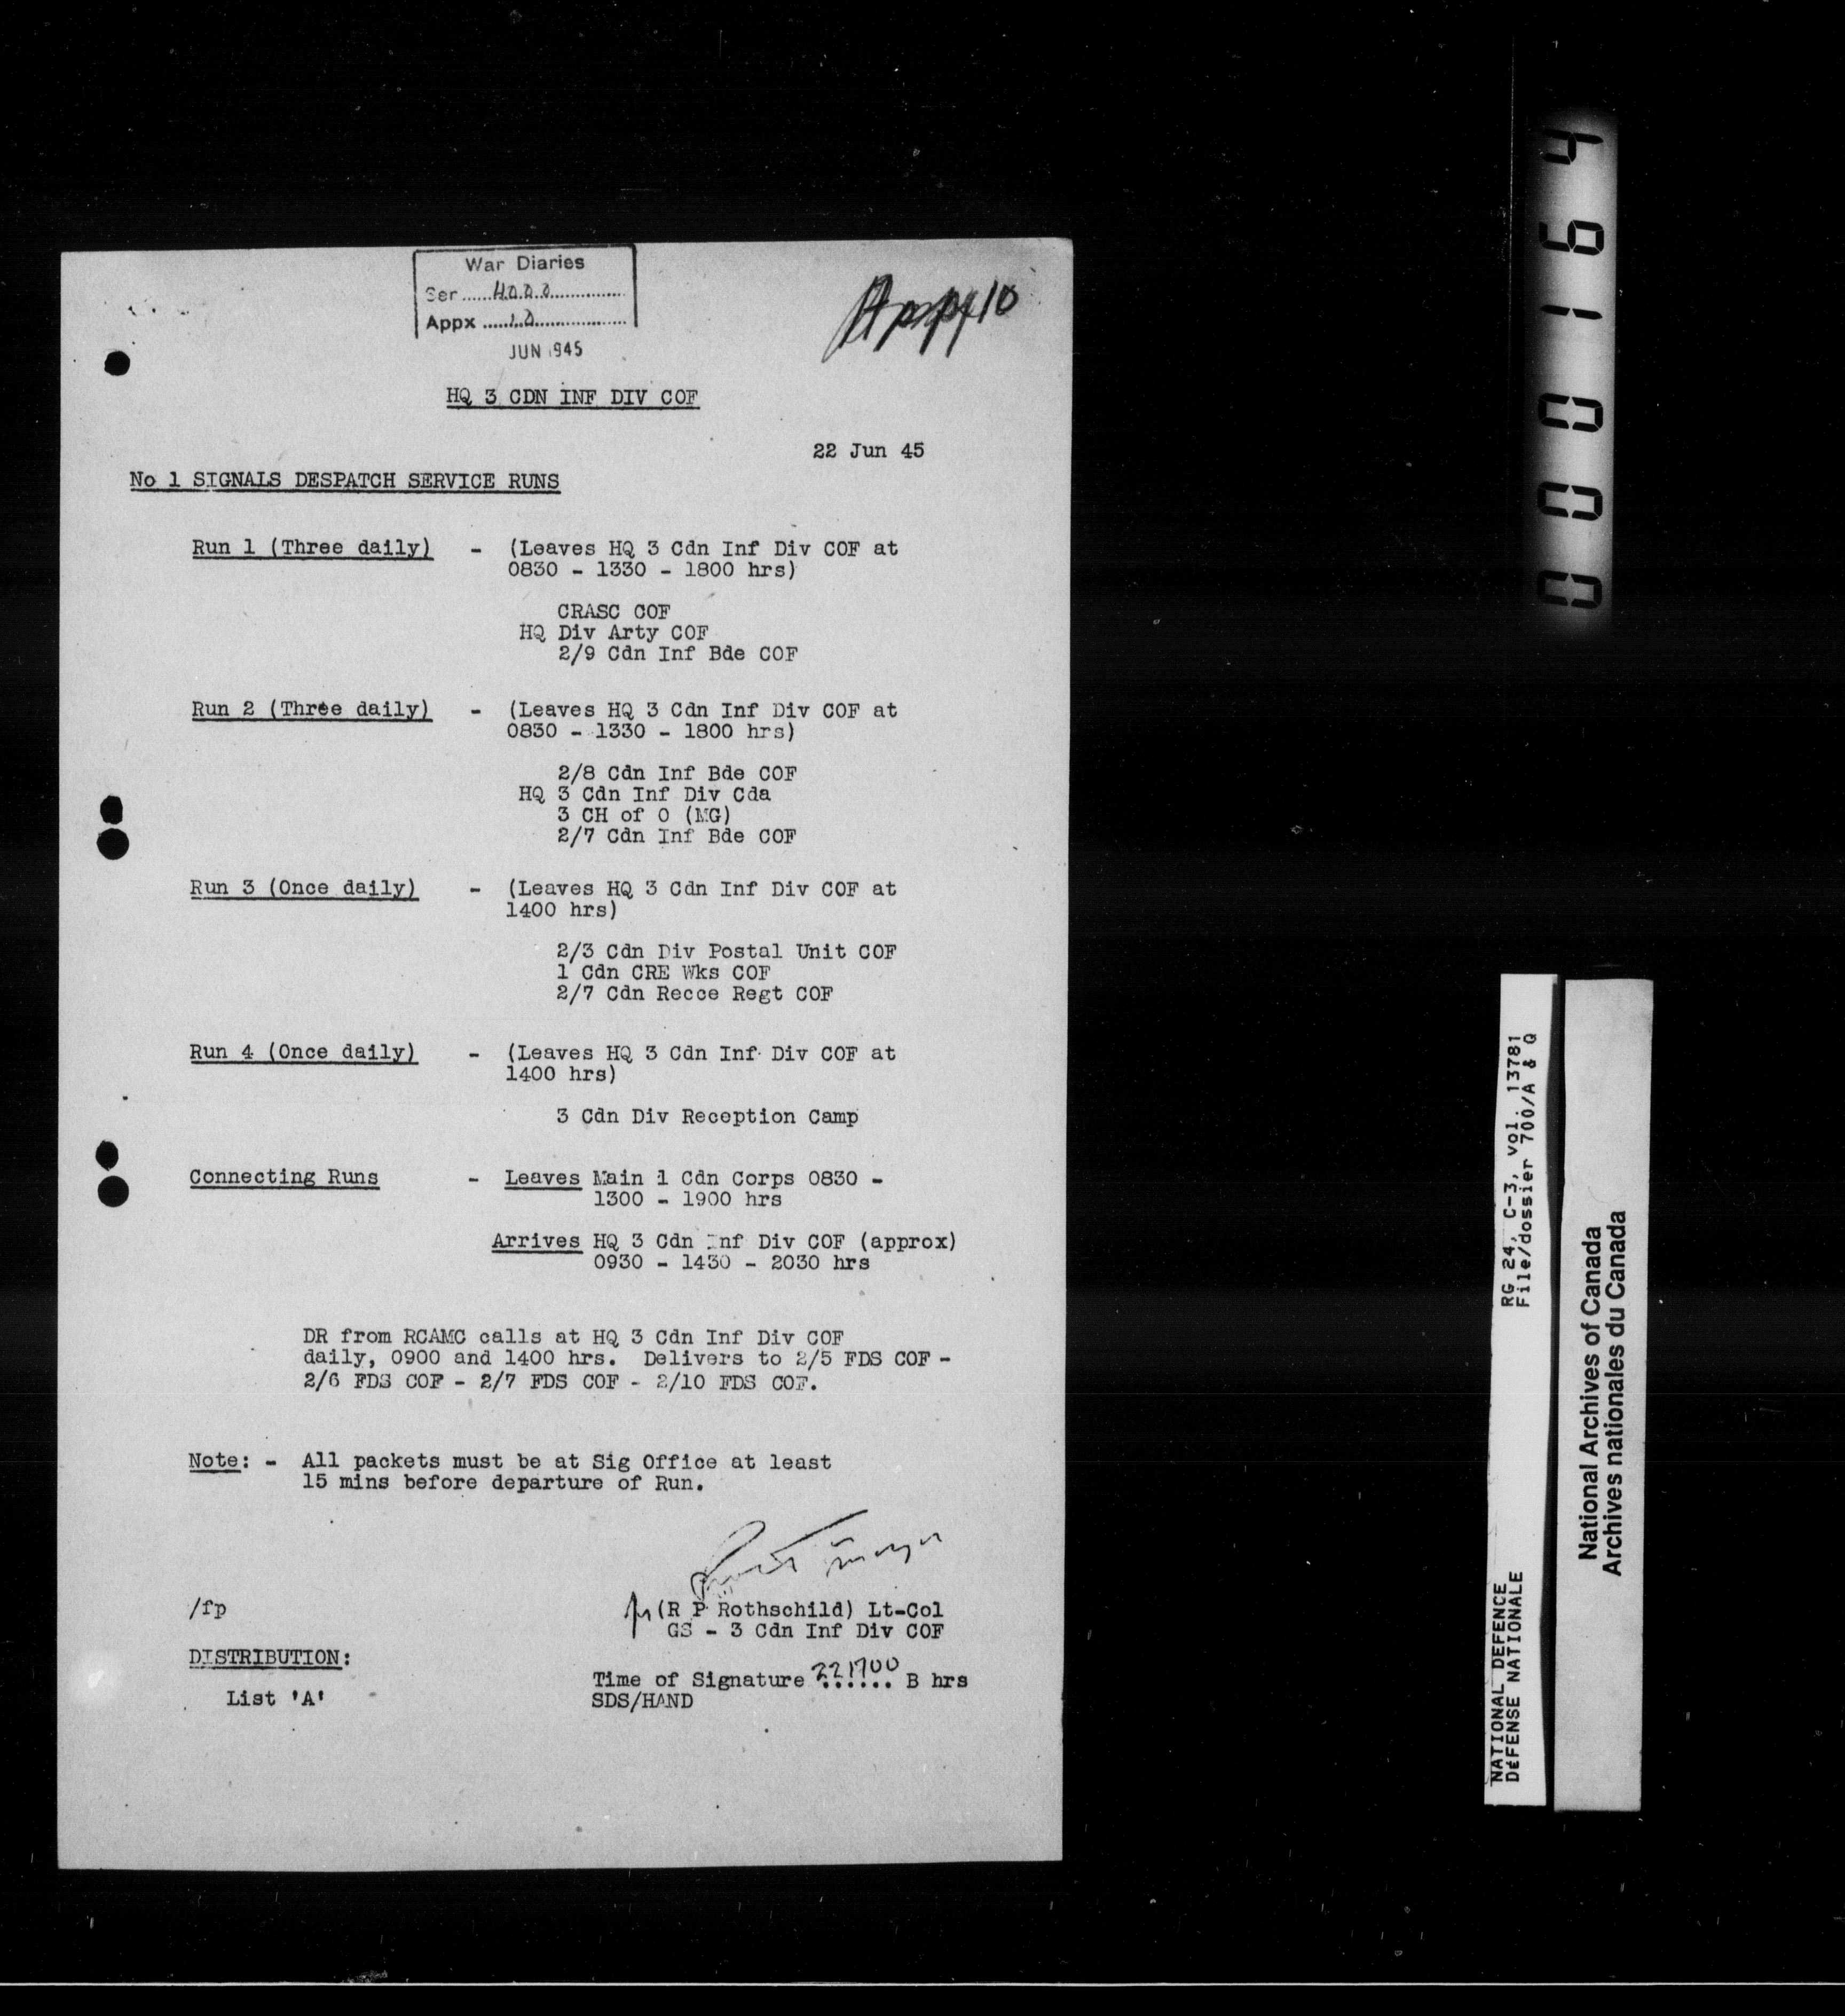 War Diaries
Ser
Appx 10
JUN 1945
Appx 10
HQ 3 CDN INF DIV COF
22 Jun 45
No 1 SIGNALS DESPATCH SERVICE RUNS
Run 1 (Three daily) - (Leaves HQ 3 Cdn Inf Div COF at
0830 - 1330 - 1800 hrs)
CRASC COF
HQ Div Arty COF
2/9 Cdn Inf Bde COF
Run 2 (Three daily) - (Leaves HQ 3 Cdn Inf Div COF at
0830 - 1330 - 1800 hrs)
2/8 Cdn Inf Bde COF
HQ 3 Cdn Inf Div Cda
3 CH of O (MG)
2/7 Cdn Inf Bde COF
Run 3 (Once daily) - (Leaves HQ 3 Cdn Inf Div COF at
1400 hrs)
2/3 Cdn Div Postal Unit COF
1 Cdn CRE Wks COF
2/7 Cdn Recce Regt COF
Run 4 (Once daily) - (Leaves HQ 3 Cdn Inf Div COF at
1400 hrs)
3 Cdn Div Reception Camp
Connecting Runs - Leaves Main 1 Cdn Corps 0830 -
1300 - 1900 hrs
Arrives HQ 3 Cdn Inf Div COF (approx)
0930 - 1430 - 2030 hrs
DR from RCAMC calls at HQ 3 Cdn Inf Div COF
daily, 0900 and 1400 hrs. Delivers to 2/5 FDS COF -
2/6 FDS COF - 2/7 FDS COF - 2/10 FDS COF.
Note: - All packets must be at Sig Office at least
15 mins before departure of Run.
/fp
(R P Rothschild) Lt-Col
GS - 3 Cdn Inf Div COF
DISTRIBUTION:
List 'A'
Time of Signature 221700 B hrs
SDS/HAND
000164
NATIONAL DEFENCE RG 24, C-3, vol. 13781
DÉFENSE NATIONALE File/dossier 700/A & Q
National Archives of Canada
Archives nationales du Canada